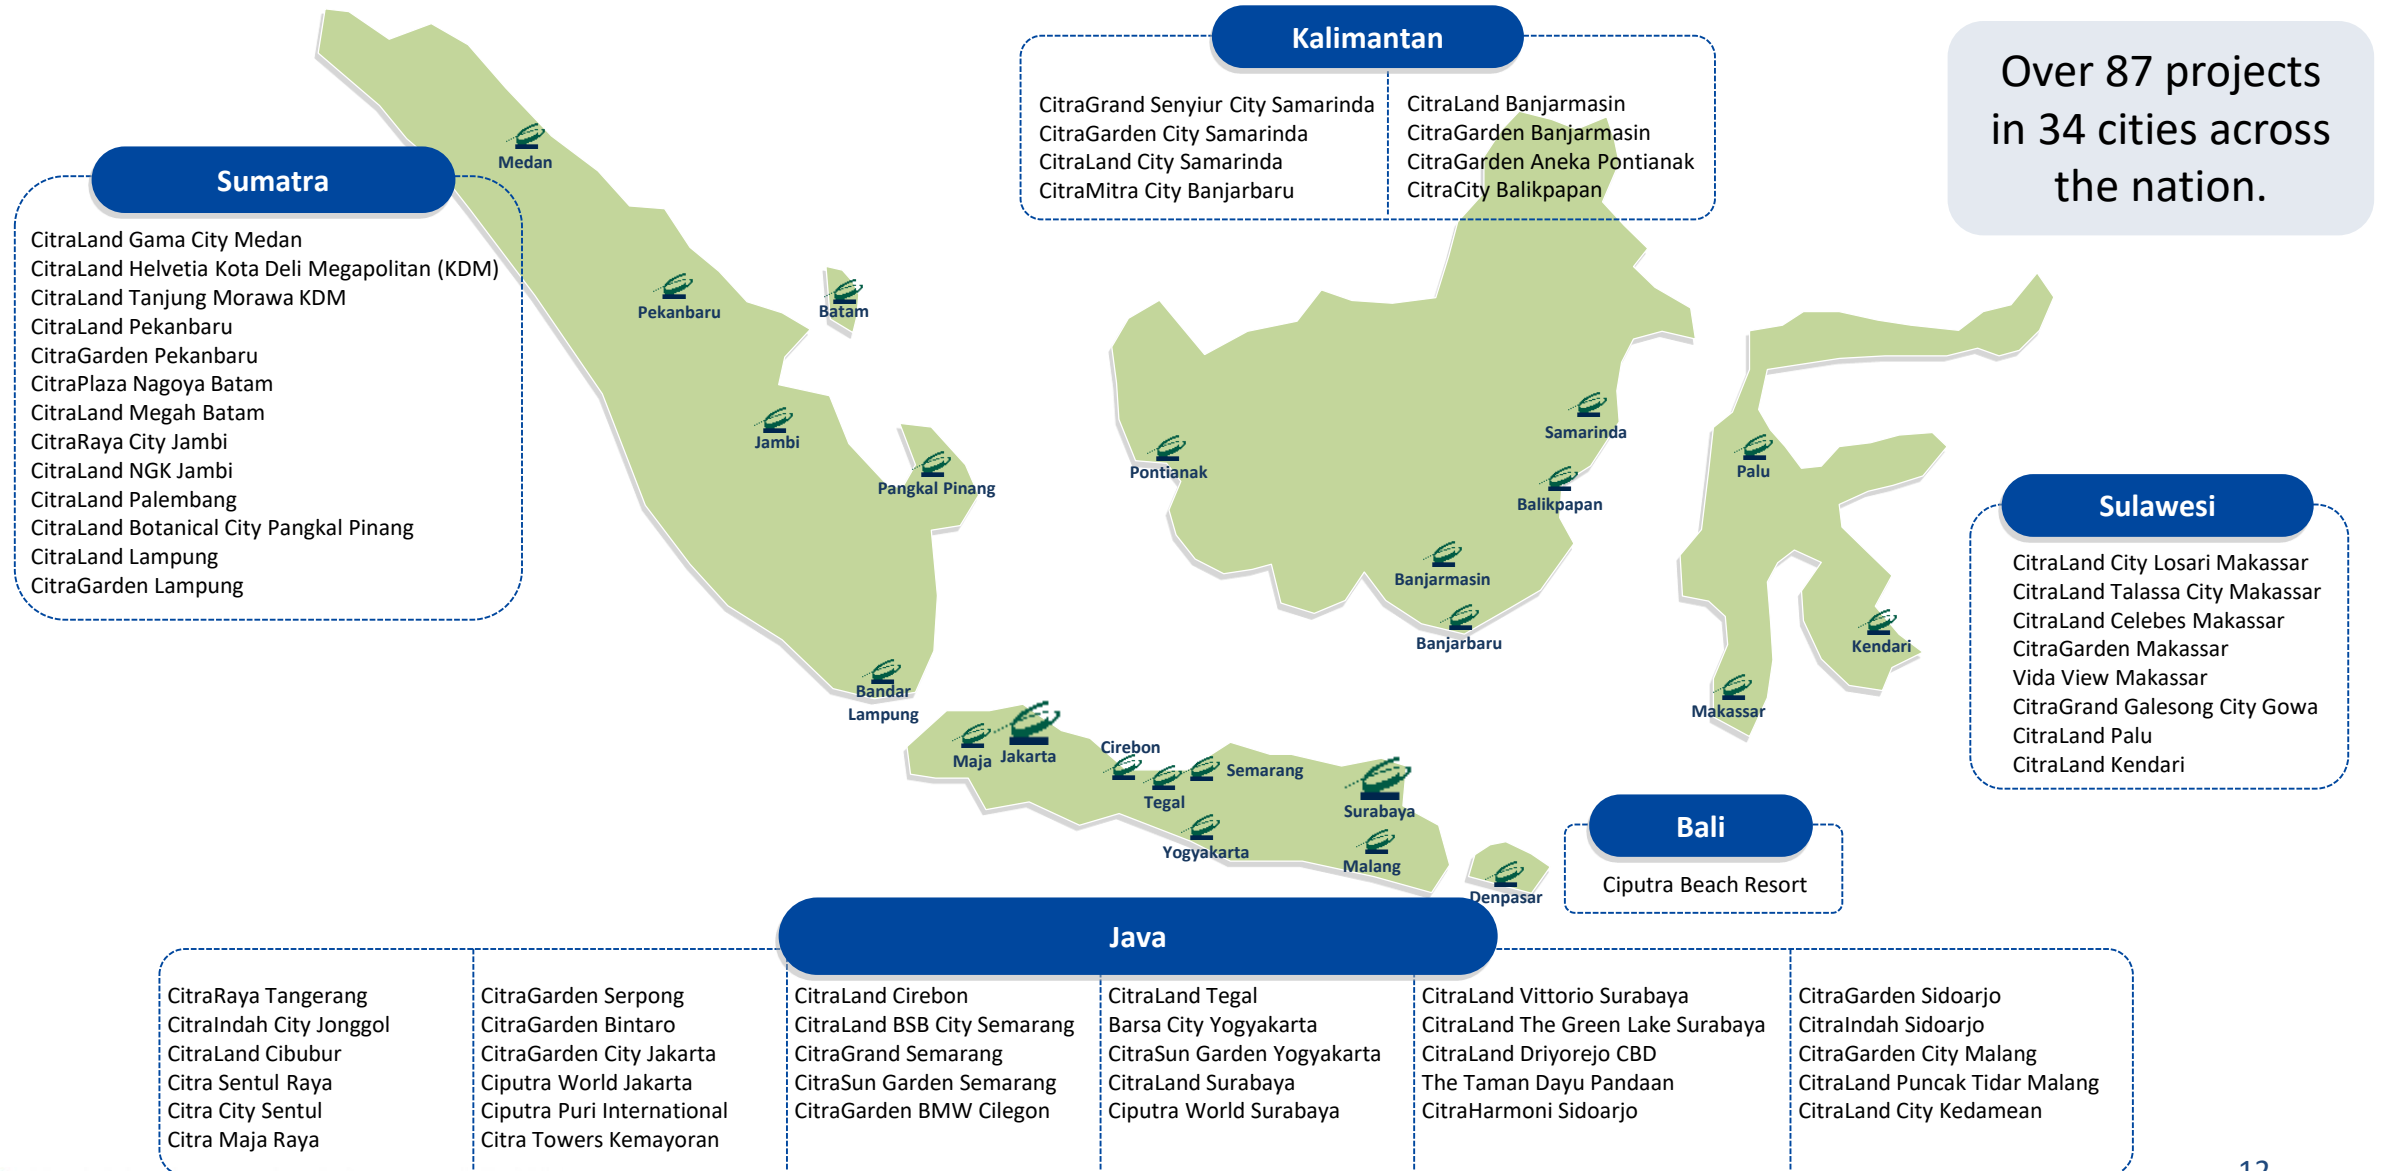 Kalimantan
CitraGrand Senyiur City Samarinda
CitraGarden City Samarinda
CitraLand City Samarinda
CitraMitra City Banjarbaru
CitraLand Banjarmasin
CitraGarden Banjarmasin
CitraGarden Aneka Pontianak
CitraCity Balikpapan
Over 87 projects
in 34 cities across
the nation.
Sumatra
CitraLand Gama City Medan
CitraLand Helvetia Kota Deli Megapolitan (KDM)
CitraLand Tanjung Morawa KDM
CitraLand Pekanbaru
CitraGarden Pekanbaru
CitraPlaza Nagoya Batam
CitraLand Megah Batam
CitraRaya City Jambi
CitraLand NGK Jambi
CitraLand Palembang
CitraLand Botanical City Pangkal Pinang
CitraLand Lampung
CitraGarden Lampung
Medan
Pekanbaru
Batam
Jambi
Pangkal Pinang
Bandar
Lampung
Pontianak
Samarinda
Balikpapan
Banjarmasin
Banjarbaru
Palu
Kendari
Makassar
Maja
Jakarta
Cirebon
Tegal
Semarang
Yogyakarta
Surabaya
Malang
Denpasar
Sulawesi
CitraLand City Losari Makassar
CitraLand Talassa City Makassar
CitraLand Celebes Makassar
CitraGarden Makassar
Vida View Makassar
CitraGrand Galesong City Gowa
CitraLand Palu
CitraLand Kendari
Bali
Ciputra Beach Resort
Java
CitraRaya Tangerang
CitraIndah City Jonggol
CitraLand Cibubur
Citra Sentul Raya
Citra City Sentul
Citra Maja Raya
CitraGarden Serpong
CitraGarden Bintaro
CitraGarden City Jakarta
Ciputra World Jakarta
Ciputra Puri International
Citra Towers Kemayoran
CitraLand Cirebon
CitraLand BSB City Semarang
CitraGrand Semarang
CitraSun Garden Semarang
CitraGarden BMW Cilegon
CitraLand Tegal
Barsa City Yogyakarta
CitraSun Garden Yogyakarta
CitraLand Surabaya
Ciputra World Surabaya
CitraLand Vittorio Surabaya
CitraLand The Green Lake Surabaya
CitraLand Driyorejo CBD
The Taman Dayu Pandaan
CitraHarmoni Sidoarjo
CitraGarden Sidoarjo
CitraIndah Sidoarjo
CitraGarden City Malang
CitraLand Puncak Tidar Malang
CitraLand City Kedamean
12